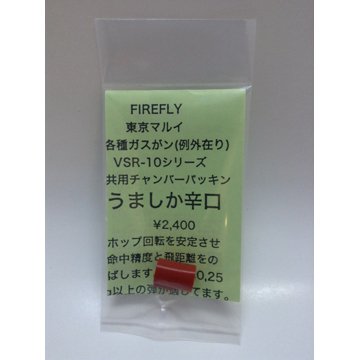 FIREFLY
東京マルイ
各種ガスガン(例外在り)
VSR-10シリーズ
共用チャンバーパッキン
うましか辛口
¥2,400
ホップ回転を安定させ
命中精度と飛距離をの
ばします 0,25
以上の弾が適してます。